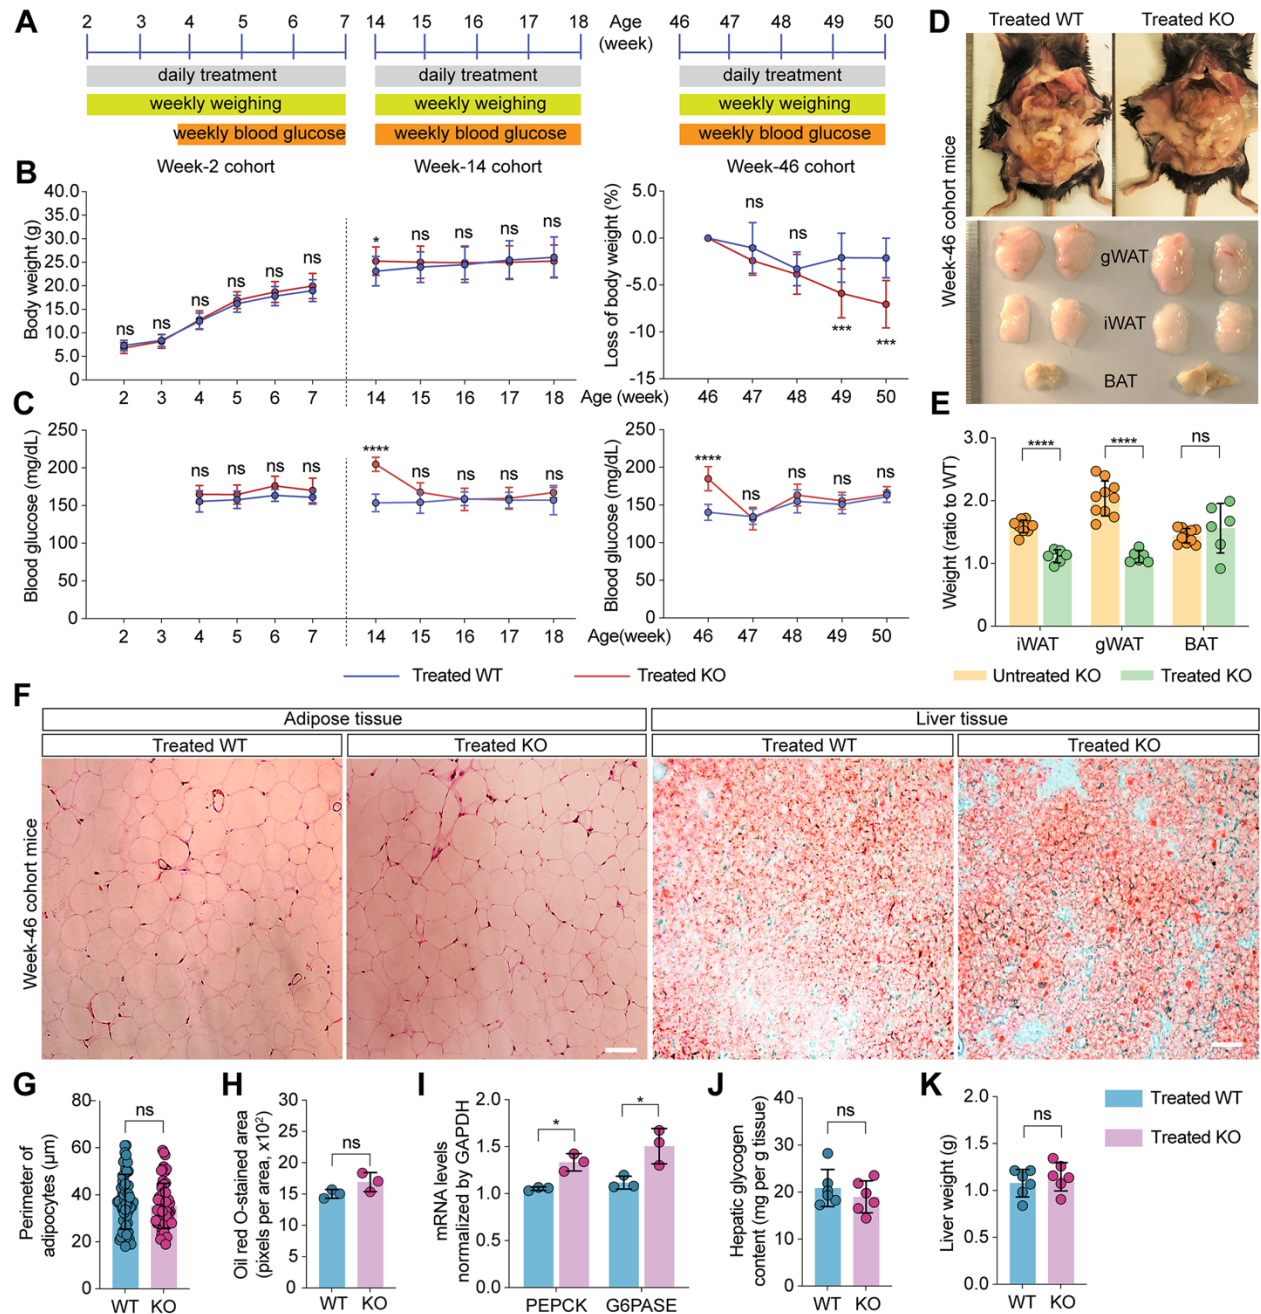 A
2 3 4 5 6 7
14 15 16 17 18
Age
(week)
46 47 48 49 50
daily treatment
daily treatment
daily treatment
weekly weighing
weekly weighing
weekly weighing
weekly blood glucose
weekly blood glucose
weekly blood glucose
B
Week-2 cohort
Week-14 cohort
Week-46 cohort
Body weight (g)
40.0
35.0
30.0
25.0
20.0
15.0
10.0
5.0
0
ns ns ns ns ns ns
* ns ns ns ns
2 3 4 5 6 7
14 15 16 17 18
Loss of body weight (%)
5.0
0.0
-5.0
-10
-15
ns
ns
***
***
Age (week)
46 47 48 49 50
C
Blood glucose (mg/dL)
250
200
150
100
50
0
ns ns ns ns
**** ns ns ns ns
2 3 4 5 6 7
14 15 16 17 18
Blood glucose (mg/dL)
250
200
150
100
50
0
**** ns ns ns ns
Age(week)
46 47 48 49 50
Treated WT
Treated KO
D
Treated WT
Treated KO
Week-46 cohort mice
gWAT
iWAT
BAT
E
Weight (ratio to WT)
3.0
2.0
1.0
0
**** **** ns
iWAT gWAT BAT
Untreated KO
Treated KO
F
Adipose tissue
Liver tissue
Treated WT
Treated KO
Treated WT
Treated KO
Week-46 cohort mice
G
Perimeter of
adipocytes (μm)
80
60
40
20
0
ns
WT KO
H
Oil red O-stained area
(pixels per area, x10²)
30
25
20
15
10
5
0
ns
WT KO
I
mRNA levels
normalized by GAPDH
2.0
1.5
1.0
0.5
0.0
* *
PEPCK G6PASE
J
Hepatic glycogen
content (mg per g tissue)
40
30
20
10
0
ns
WT KO
K
Liver weight (g)
2.0
1.5
1.0
0.5
0.0
ns
WT KO
Treated WT
Treated KO